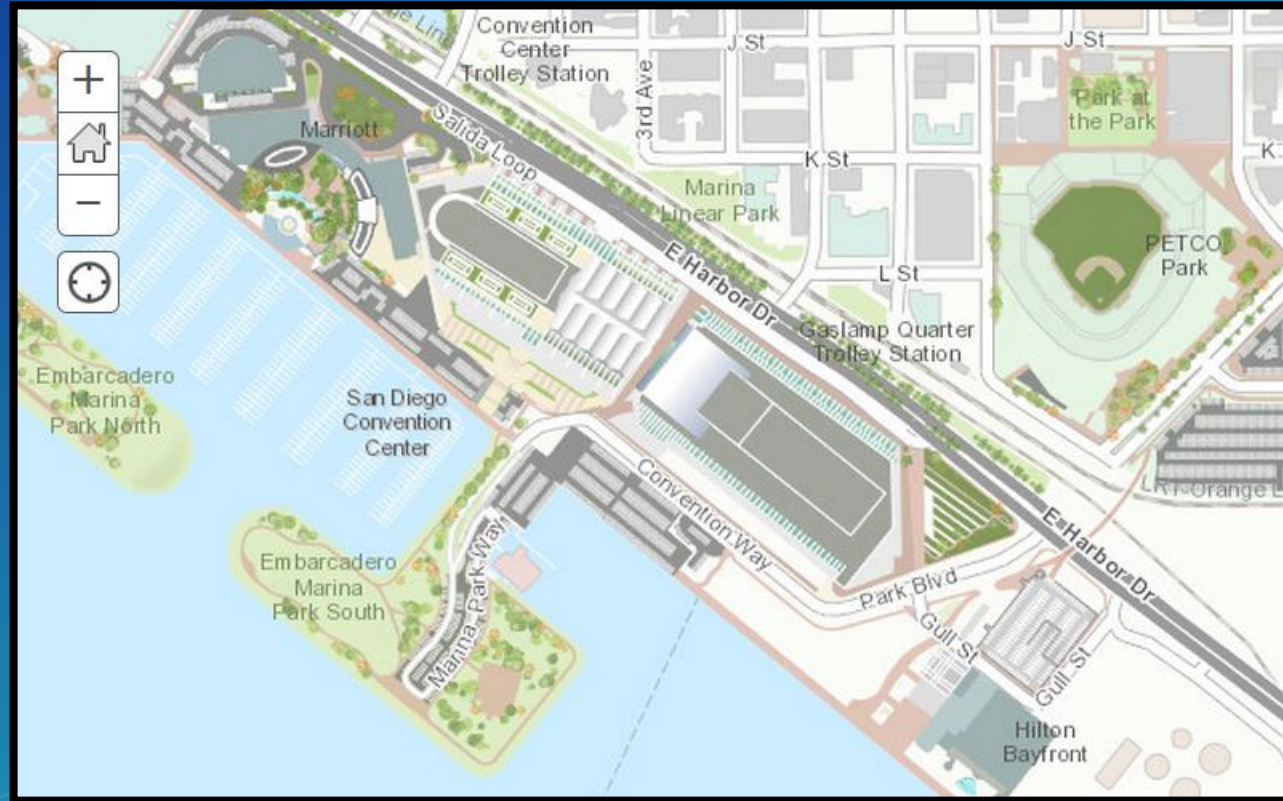 Convention
Center
Trolley Station
J St
J St
3rd Ave
Park at
the Park
+
Salida Loop
Marriott
K St
K
−
Marina
Linear Park
PETCO
Park
E Harbor Dr
L St
Gaslamp Quarter
Trolley Station
Embarcadero
Marina
Park North
San Diego
Convention
Center
Convention Way
E Harbor Dr
Embarcadero
Marina
Park South
Marina Park Way
Park Blvd
Gull St
Gull St
Hilton
Bayfront